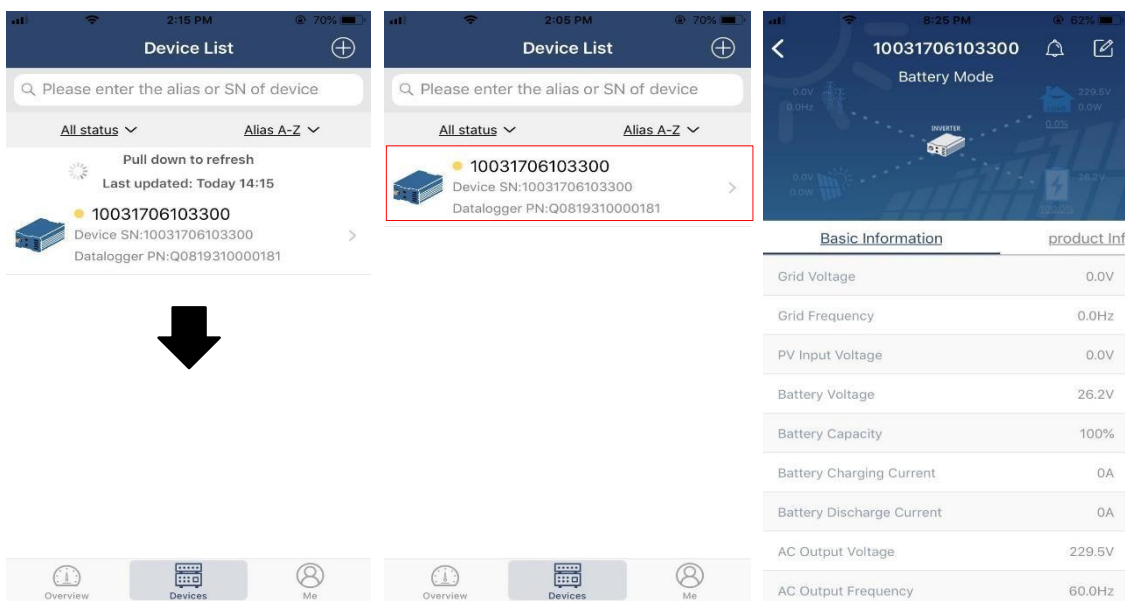 2:15 PM
70%
Device List
Please enter the alias or SN of device
All status
Alias A-Z
Pull down to refresh
Last updated: Today 14:15
10031706103300
Device SN:10031706103300
Datalogger PN:Q0819310000181
Overview
Devices
Me
2:05 PM
70%
Device List
Please enter the alias or SN of device
All status
Alias A-Z
10031706103300
Device SN:10031706103300
Datalogger PN:Q0819310000181
Overview
Devices
Me
8:25 PM
62%
10031706103300
Battery Mode
0.0V
0.0Hz
229.5V
0.0W
0.0%
INVERTER
0.0V
0.0W
26.2V
100.0%
Basic Information
product Inf
Grid Voltage
0.0V
Grid Frequency
0.0Hz
PV Input Voltage
0.0V
Battery Voltage
26.2V
Battery Capacity
100%
Battery Charging Current
0A
Battery Discharge Current
0A
AC Output Voltage
229.5V
AC Output Frequency
60.0Hz